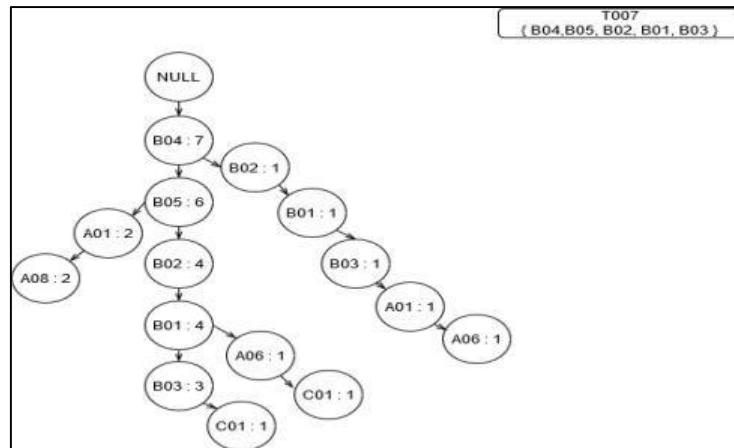 T007
{ B04,B05, B02, B01, B03 }
NULL
B04 : 7
B02 : 1
B05 : 6
B01 : 1
A01 : 2
B02 : 4
B03 : 1
A08 : 2
A01 : 1
B01 : 4
A06 : 1
A06 : 1
B03 : 3
C01 : 1
C01 : 1